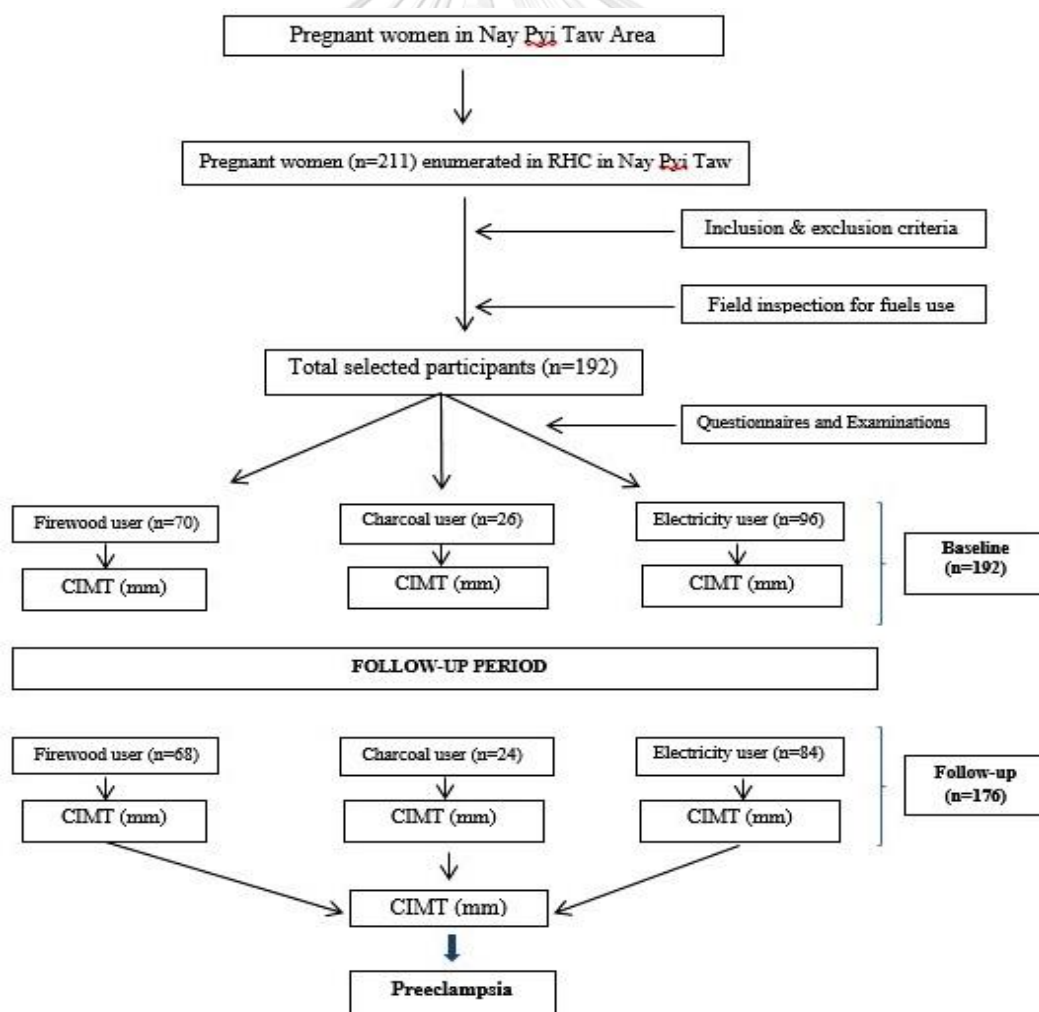 Pregnant women in Nay Pyi Taw Area
Pregnant women (n=211) enumerated in RHC in Nay Pyi Taw
Inclusion & exclusion criteria
Field inspection for fuels use
Total selected participants (n=192)
Questionnaires and Examinations
Firewood user (n=70)
Charcoal user (n=26)
Electricity user (n=96)
CIMT (mm)
CIMT (mm)
CIMT (mm)
Baseline
(n=192)
FOLLOW-UP PERIOD
Firewood user (n=68)
Charcoal user (n=24)
Electricity user (n=84)
CIMT (mm)
CIMT (mm)
CIMT (mm)
Follow-up
(n=176)
CIMT (mm)
Preeclampsia